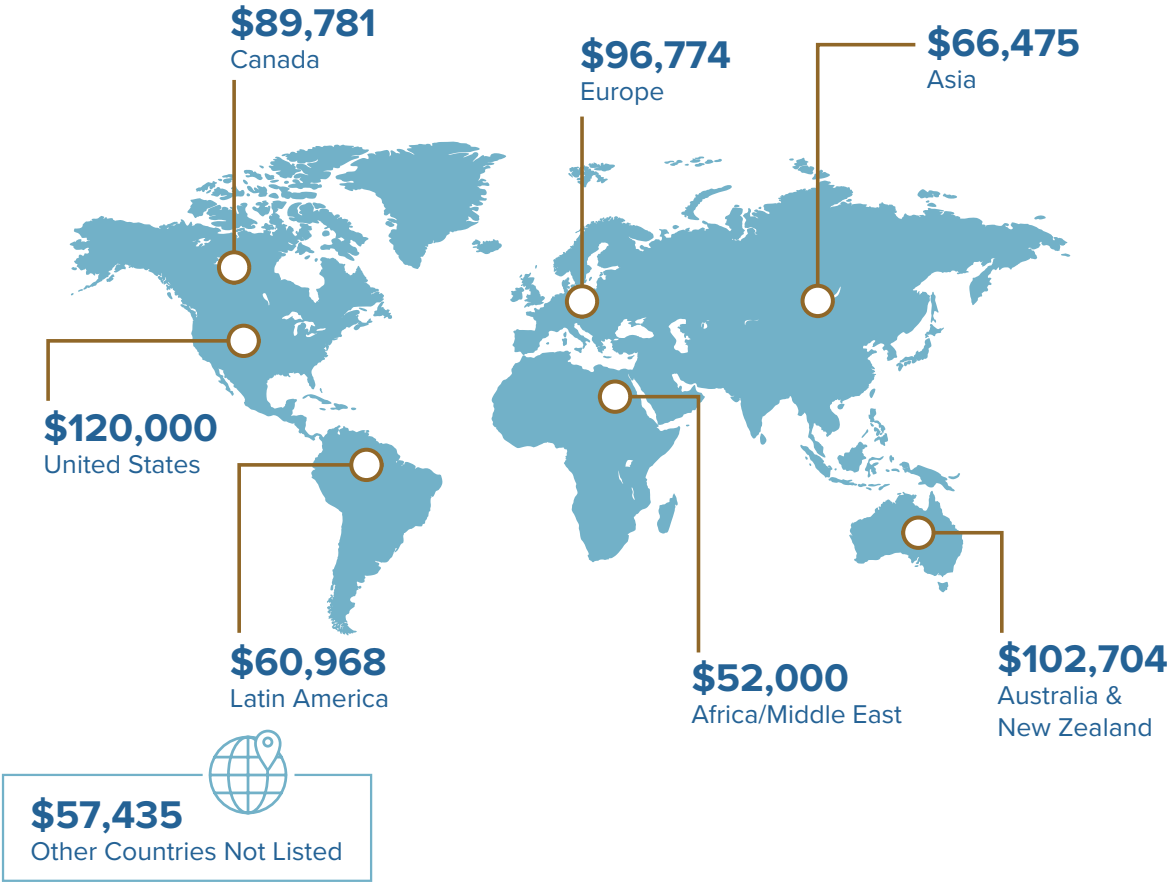 $89,781
Canada
$96,774
Europe
$66,475
Asia
$120,000
United States
$60,968
Latin America
$52,000
Africa/Middle East
$102,704
Australia &
New Zealand
$57,435
Other Countries Not Listed